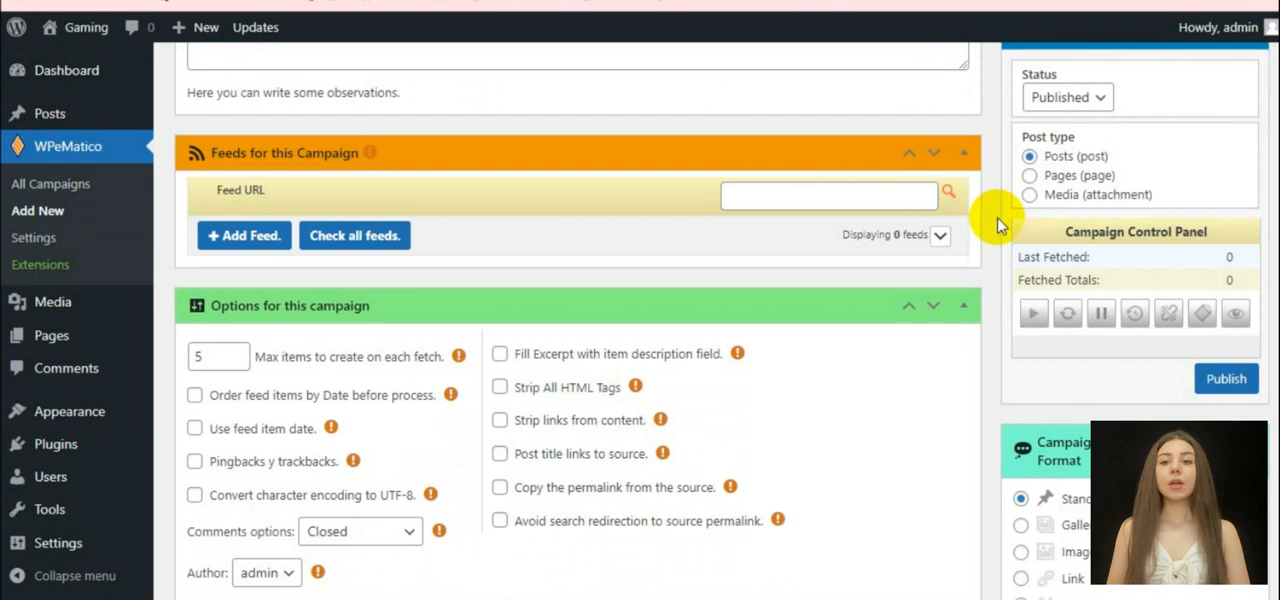 Gaming
0
New
Updates
Howdy, admin
Dashboard
Posts
WPeMatico
All Campaigns
Add New
Settings
Extensions
Media
Pages
Comments
Appearance
Plugins
Users
Tools
Settings
Collapse menu
Here you can write some observations.
Feeds for this Campaign
Feed URL
+ Add Feed.
Check all feeds.
Displaying 0 feeds
Options for this campaign
5 Max items to create on each fetch.
Order feed items by Date before process.
Use feed item date.
Pingbacks y trackbacks.
Convert character encoding to UTF-8.
Comments options: Closed
Author: admin
Fill Excerpt with item description field.
Strip All HTML Tags
Strip links from content.
Post title links to source.
Copy the permalink from the source.
Avoid search redirection to source permalink.
Status
Published
Post type
Posts (post)
Pages (page)
Media (attachment)
Campaign Control Panel
Last Fetched: 0
Fetched Totals: 0
Publish
Campaig
Format
Stand
Galle
Imag
Link